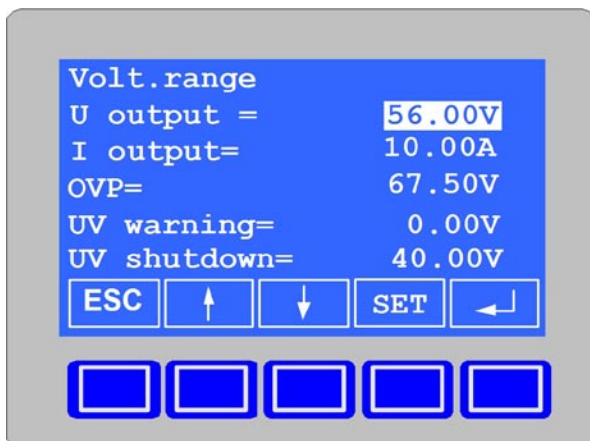 Volt.range
U output = 56.00V
I output= 10.00A
OVP= 67.50V
UV warning= 0.00V
UV shutdown= 40.00V
ESC ↑ ↓ SET ↵